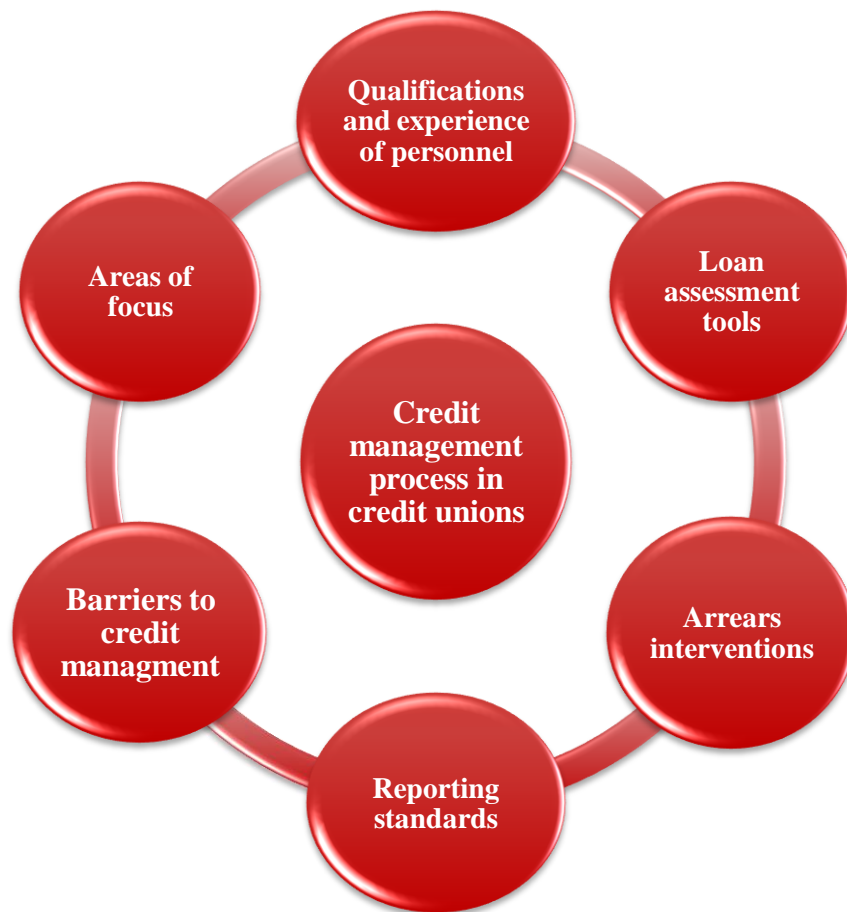 Qualifications
and experience
of personnel
Loan
assessment
tools
Arrears
interventions
Reporting
standards
Barriers to
credit
managment
Areas of
focus
Credit
management
process in
credit unions